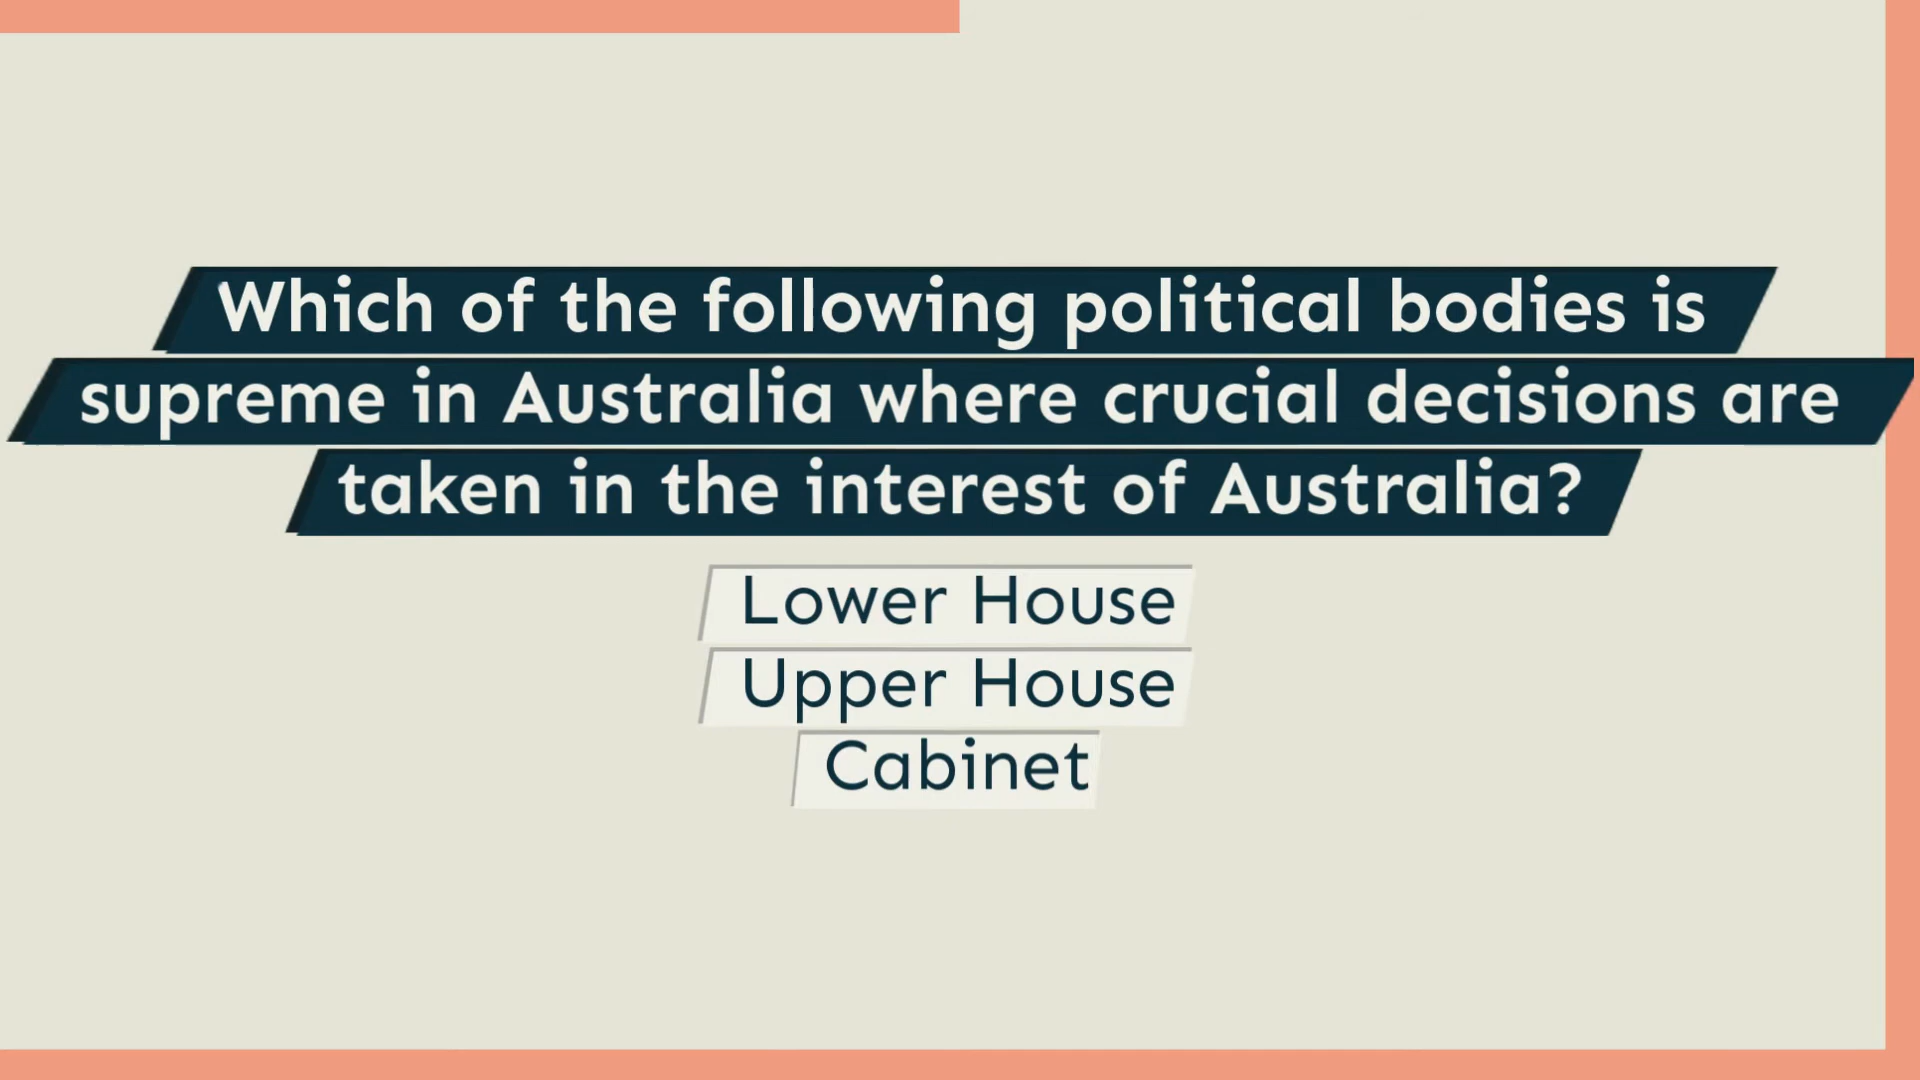 Which of the following political bodies is
supreme in Australia where crucial decisions are
taken in the interest of Australia?
Lower House
Upper House
Cabinet